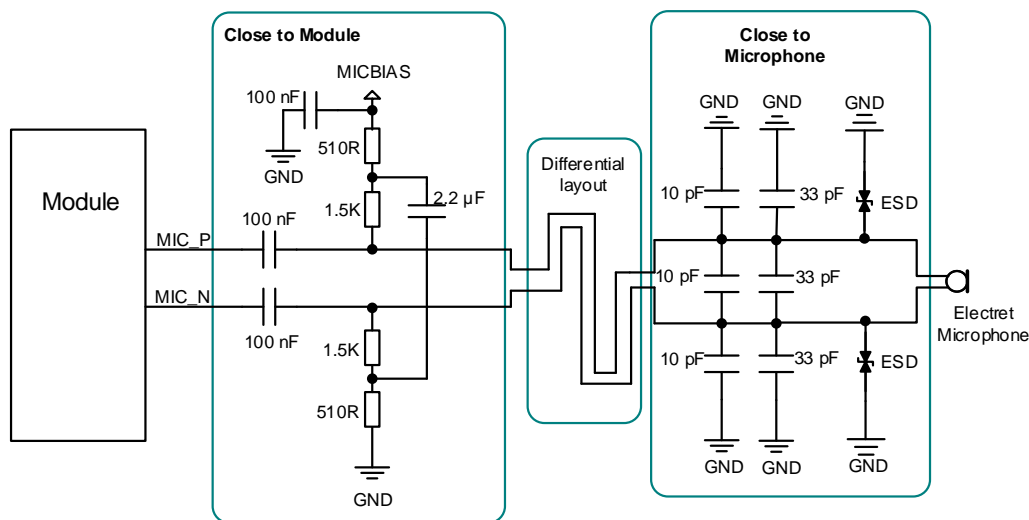 Close to Module
MICBIAS
100 nF
GND
510R
1.5K
2.2 µF
Module
MIC_P
100 nF
MIC_N
100 nF
1.5K
510R
GND
Differential
layout
Close to
Microphone
GND
GND
GND
10 pF
33 pF
ESD
10 pF
33 pF
Electret
Microphone
10 pF
33 pF
ESD
GND
GND
GND